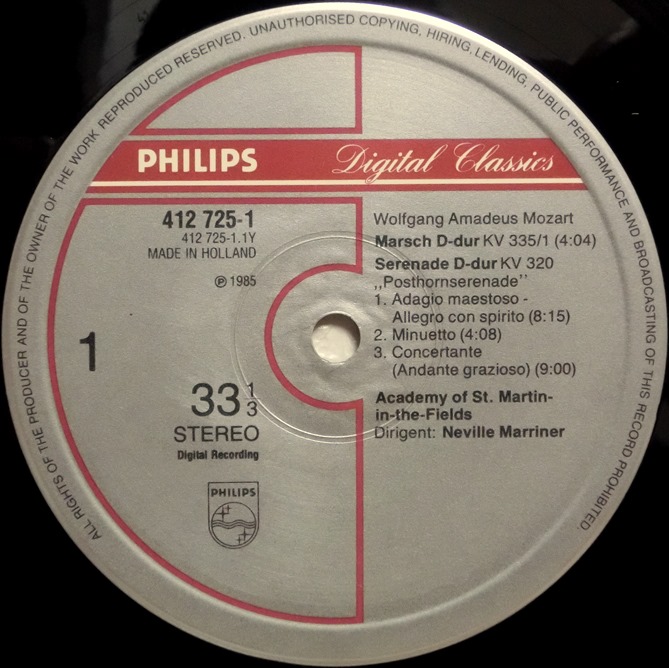 ALL RIGHTS OF THE PRODUCER AND OF THE OWNER OF THE WORK REPRODUCED RESERVED. UNAUTHORISED COPYING, HIRING, LENDING, PUBLIC PERFORMANCE AND BROADCASTING OF THIS RECORD PROHIBITED.
PHILIPS Digital Classics
412 725-1
412 725-1.1Y
MADE IN HOLLAND
℗ 1985
1
33 1/3
STEREO
Digital Recording
PHILIPS
Wolfgang Amadeus Mozart
Marsch D-dur KV 335/1 (4:04)
Serenade D-dur KV 320
,,Posthornserenade’’
1. Adagio maestoso -
Allegro con spirito (8:15)
2. Minuetto (4:08)
3. Concertante
(Andante grazioso) (9:00)
Academy of St. Martin-
in-the-Fields
Dirigent: Neville Marriner